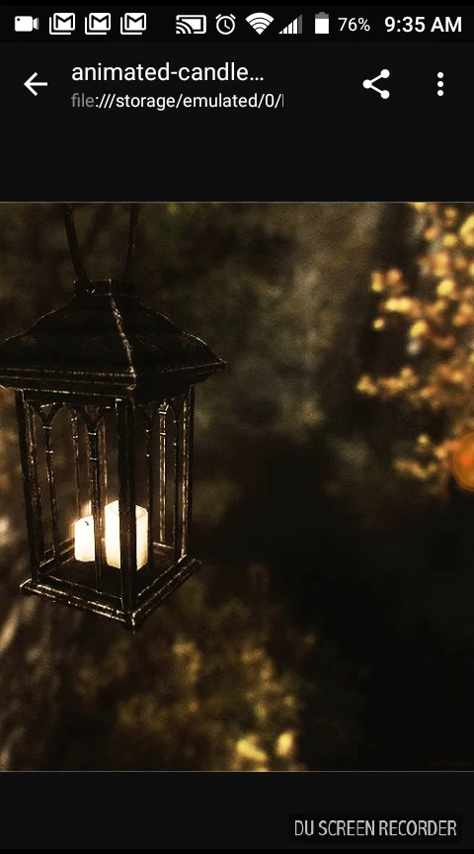 76% 9:35 AM
animated-candle…
file:///storage/emulated/0/
DU SCREEN RECORDER